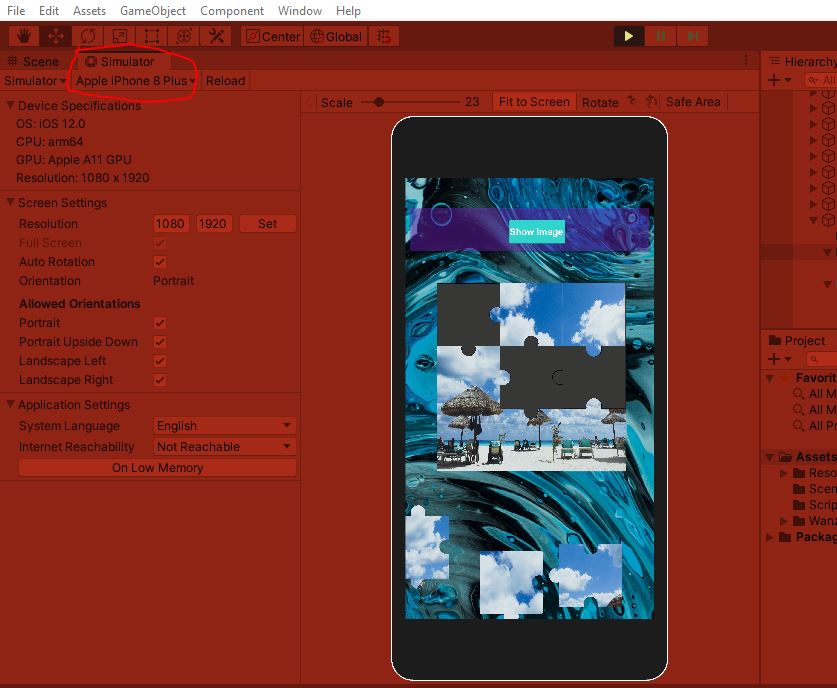 File Edit Assets GameObject Component Window Help
Center Global
Scene Simulator Hierarchy
Simulator Apple iPhone 8 Plus Reload All
Scale 23 Fit to Screen Rotate Safe Area
Device Specifications
OS: iOS 12.0
CPU: arm64
GPU: Apple A11 GPU
Resolution: 1080 x 1920
Screen Settings
Resolution 1080 1920 Set
Full Screen
Auto Rotation
Orientation Portrait
Allowed Orientations
Portrait
Portrait Upside Down
Landscape Left
Landscape Right
Application Settings
System Language English
Internet Reachability Not Reachable
On Low Memory
Show Image
Project
Favorit
All M
All M
All Pr
Assets
Reso
Scen
Scrip
Wanz
Packag